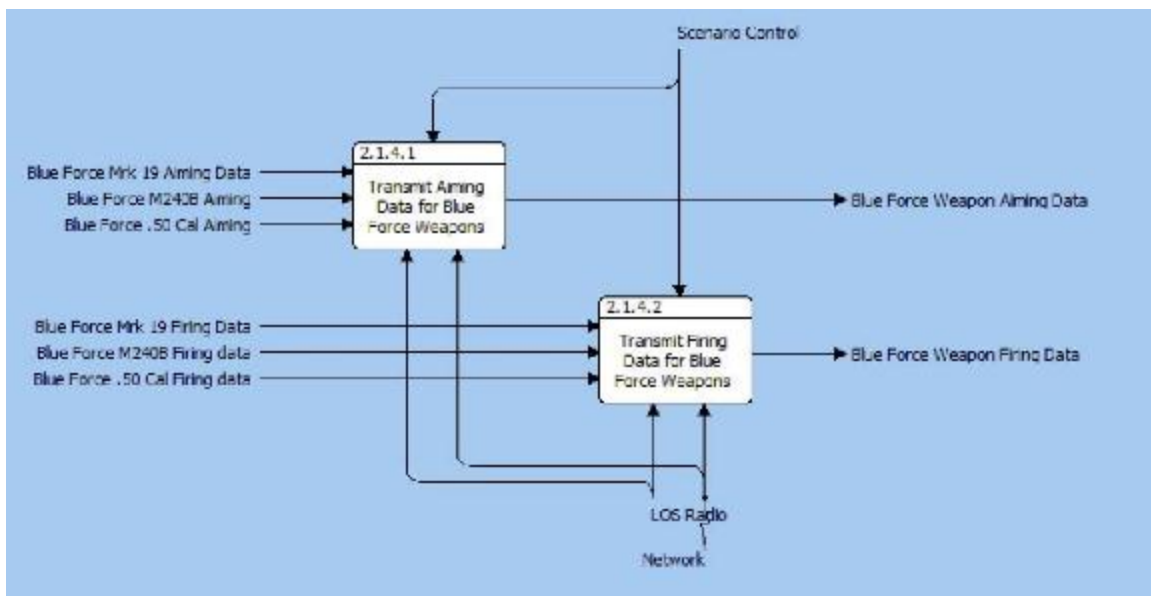 Scenario Control
2.1.4.1
Transmit Aiming
Data for Blue
Force Weapons
Blue Force Mrk 19 Aiming Data
Blue Force M240B Aiming
Blue Force .50 Cal Aiming
Blue Force Weapon Aiming Data
2.1.4.2
Transmit Firing
Data for Blue
Force Weapons
Blue Force Mrk 19 Firing Data
Blue Force M240B Firing data
Blue Force .50 Cal Firing data
Blue Force Weapon Firing Data
LOS Radio
Network